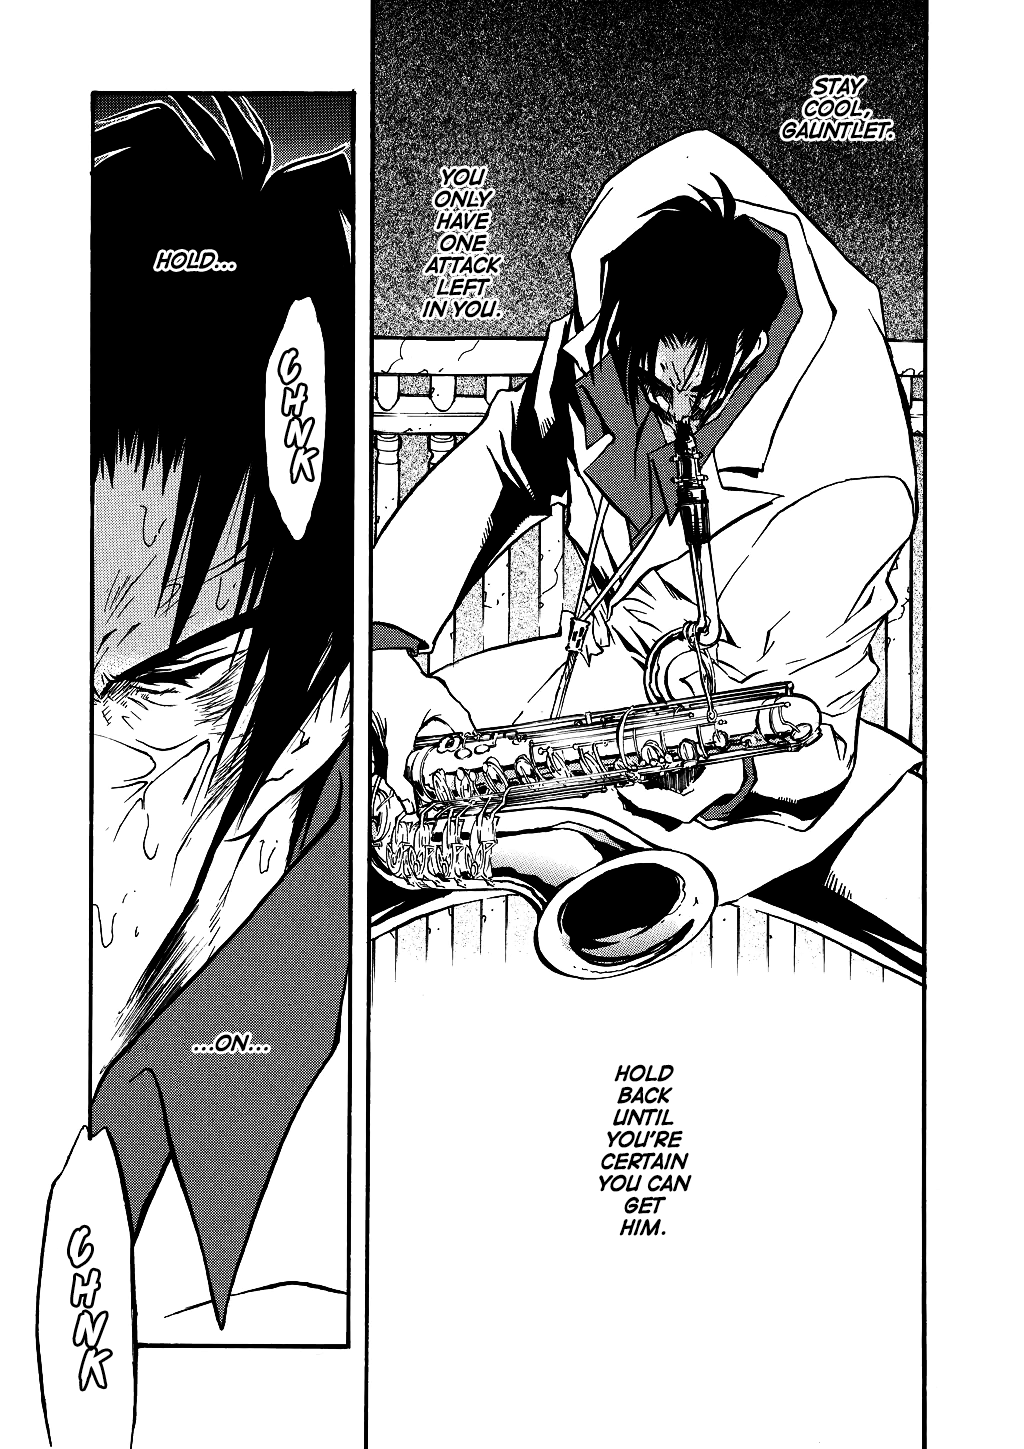 STAY
COOL,
GAUNTLET.
YOU
ONLY
HAVE
ONE
ATTACK
LEFT
IN YOU.
HOLD
BACK
UNTIL
YOU'RE
CERTAIN
YOU CAN
GET
HIM.
CHNK
HOLD...
...ON...
CHNK